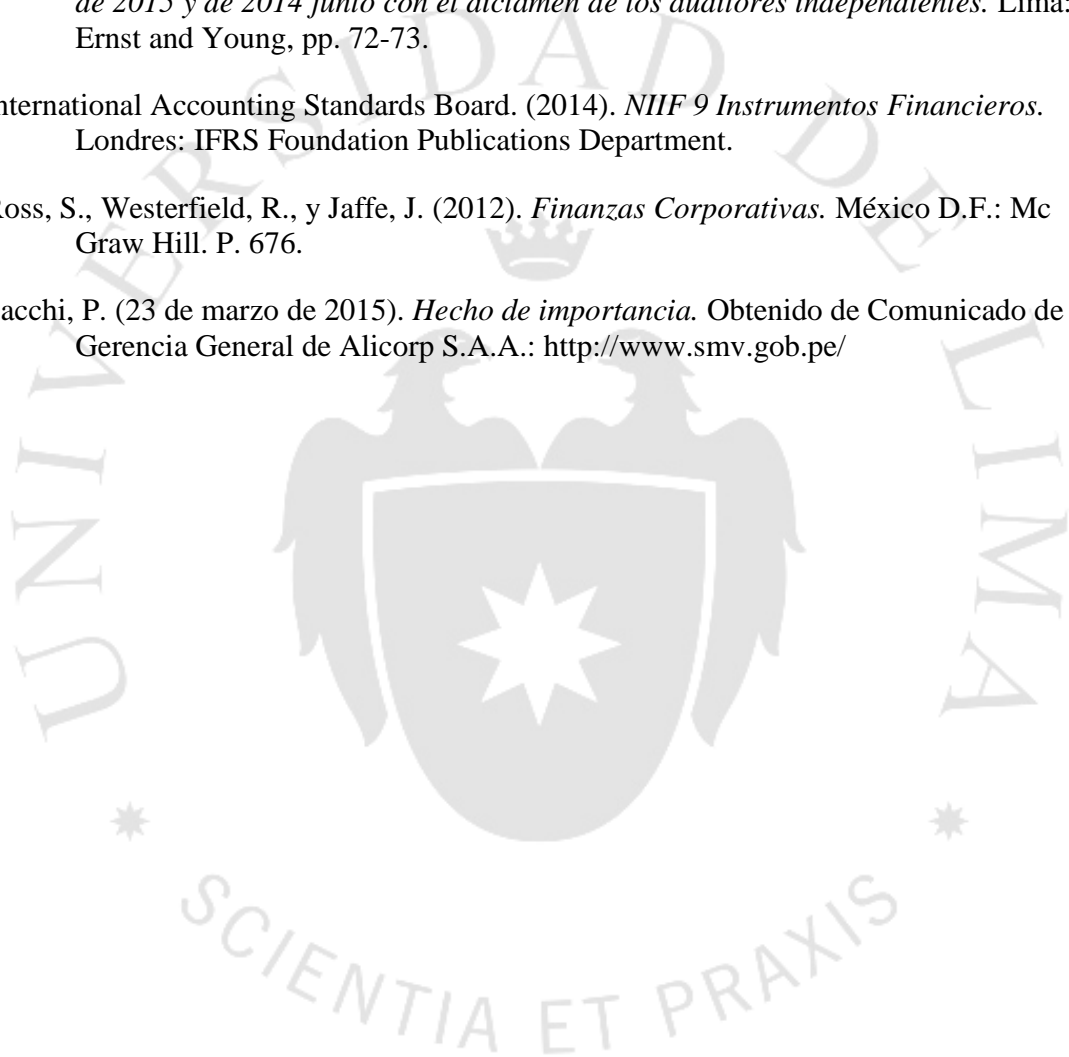 de 2015 y de 2014 junto con el dictamen de los auditores independientes. Lima:
Ernst and Young, pp. 72-73.
nternational Accounting Standards Board. (2014). NIIF 9 Instrumentos Financieros.
Londres: IFRS Foundation Publications Department.
Ross, S., Westerfield, R., y Jaffe, J. (2012). Finanzas Corporativas. México D.F.: Mc
Graw Hill. P. 676.
acchi, P. (23 de marzo de 2015). Hecho de importancia. Obtenido de Comunicado de
Gerencia General de Alicorp S.A.A.: http://www.smv.gob.pe/
UNIVERSIDAD DE LIMA
SCIENTIA ET PRAXIS